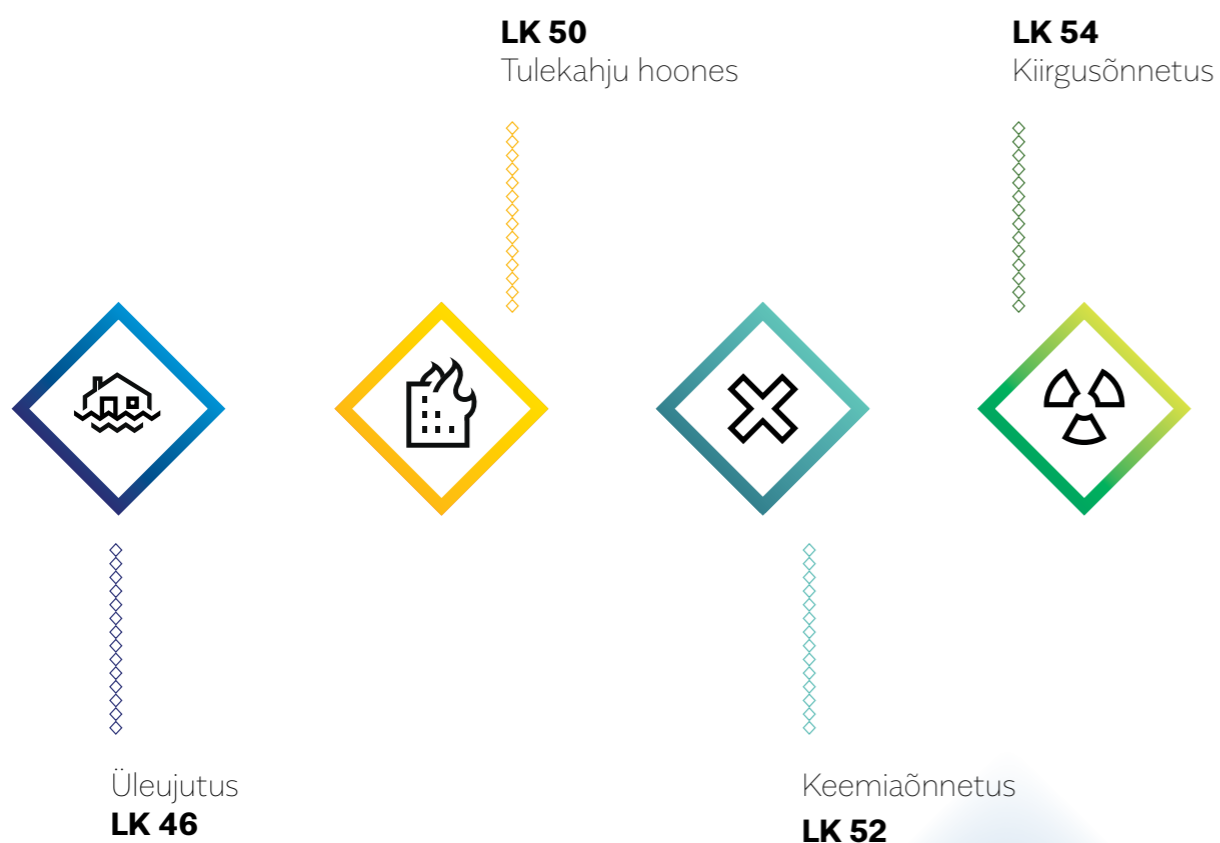 LK 50
Tulekahju hoones
LK 54
Kiirgusõnnetus
Üleujutus
LK 46
Keemiaõnnetus
LK 52